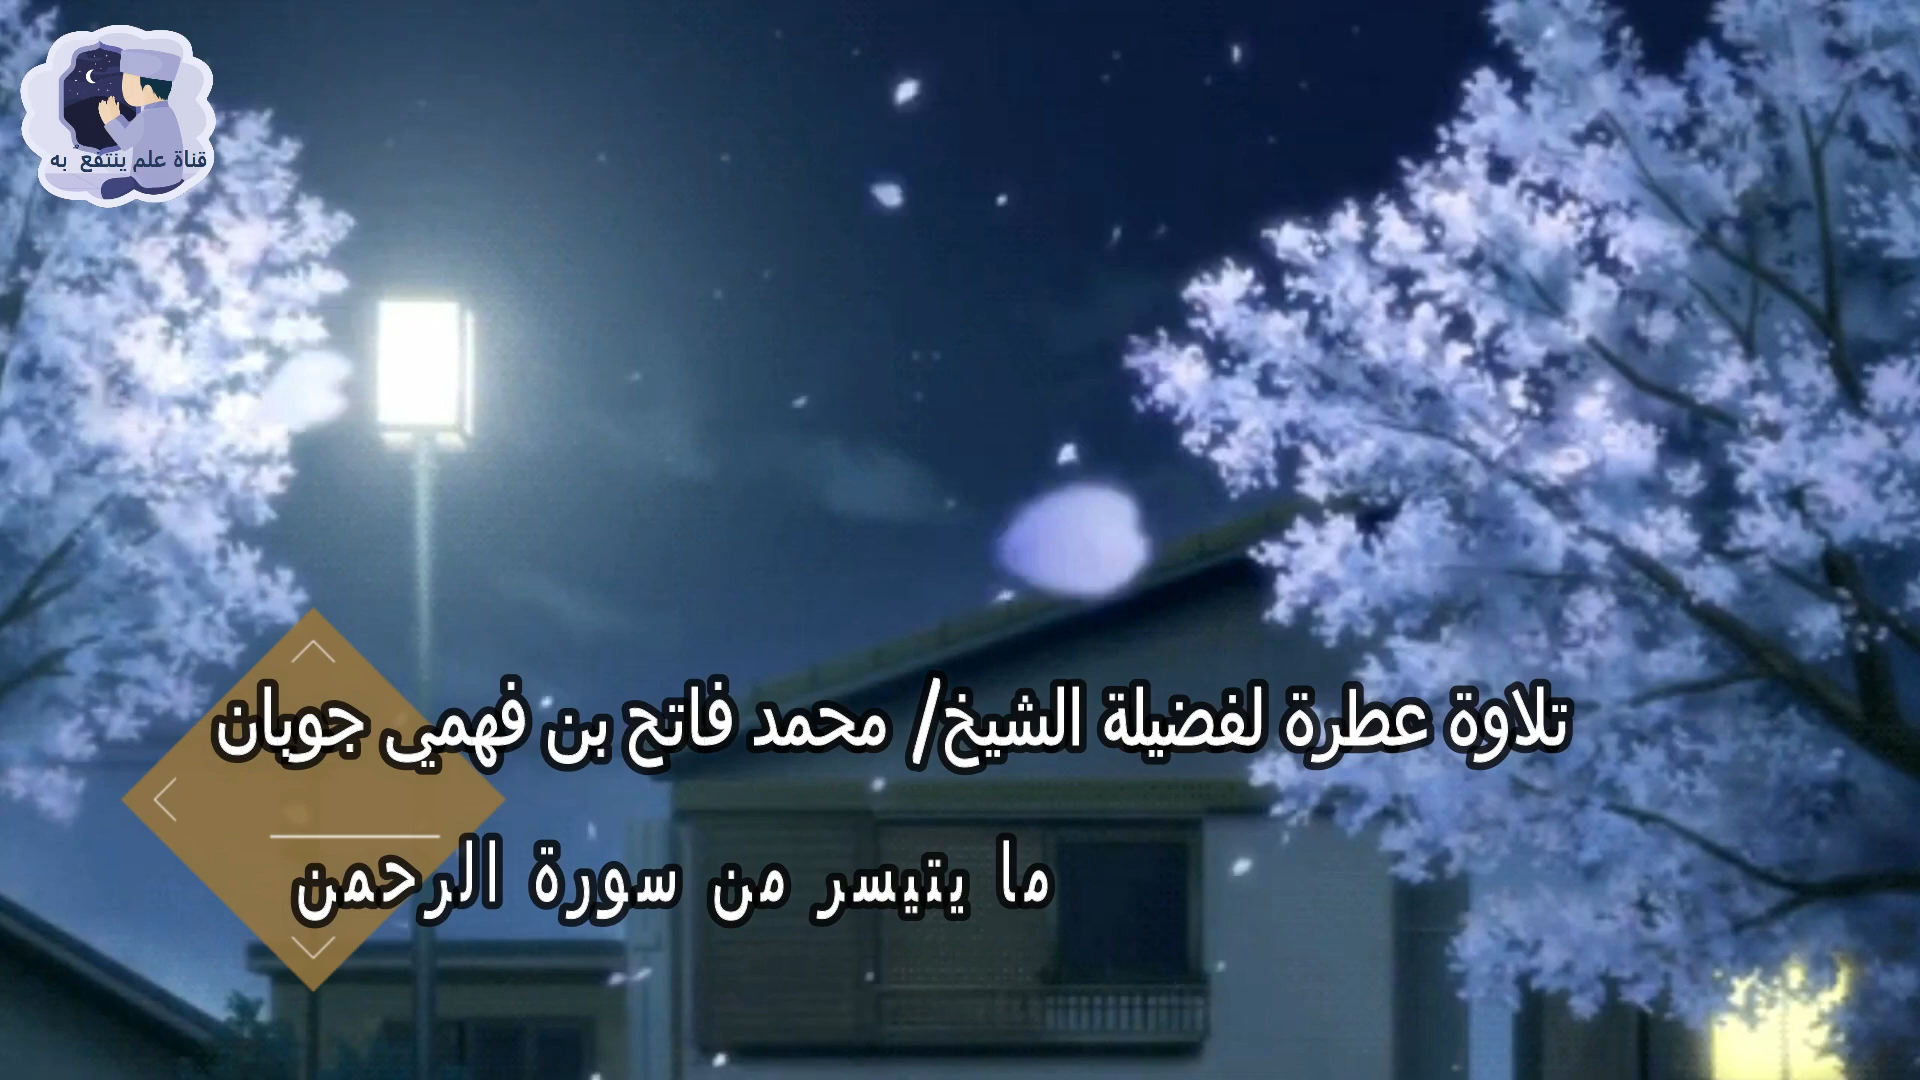 قناة علم ينتفعُ به
تلاوة عطرة لفضيلة الشيخ/ محمد فاتح بن فهمي جوبان
ما يتيسر من سورة الرحمن